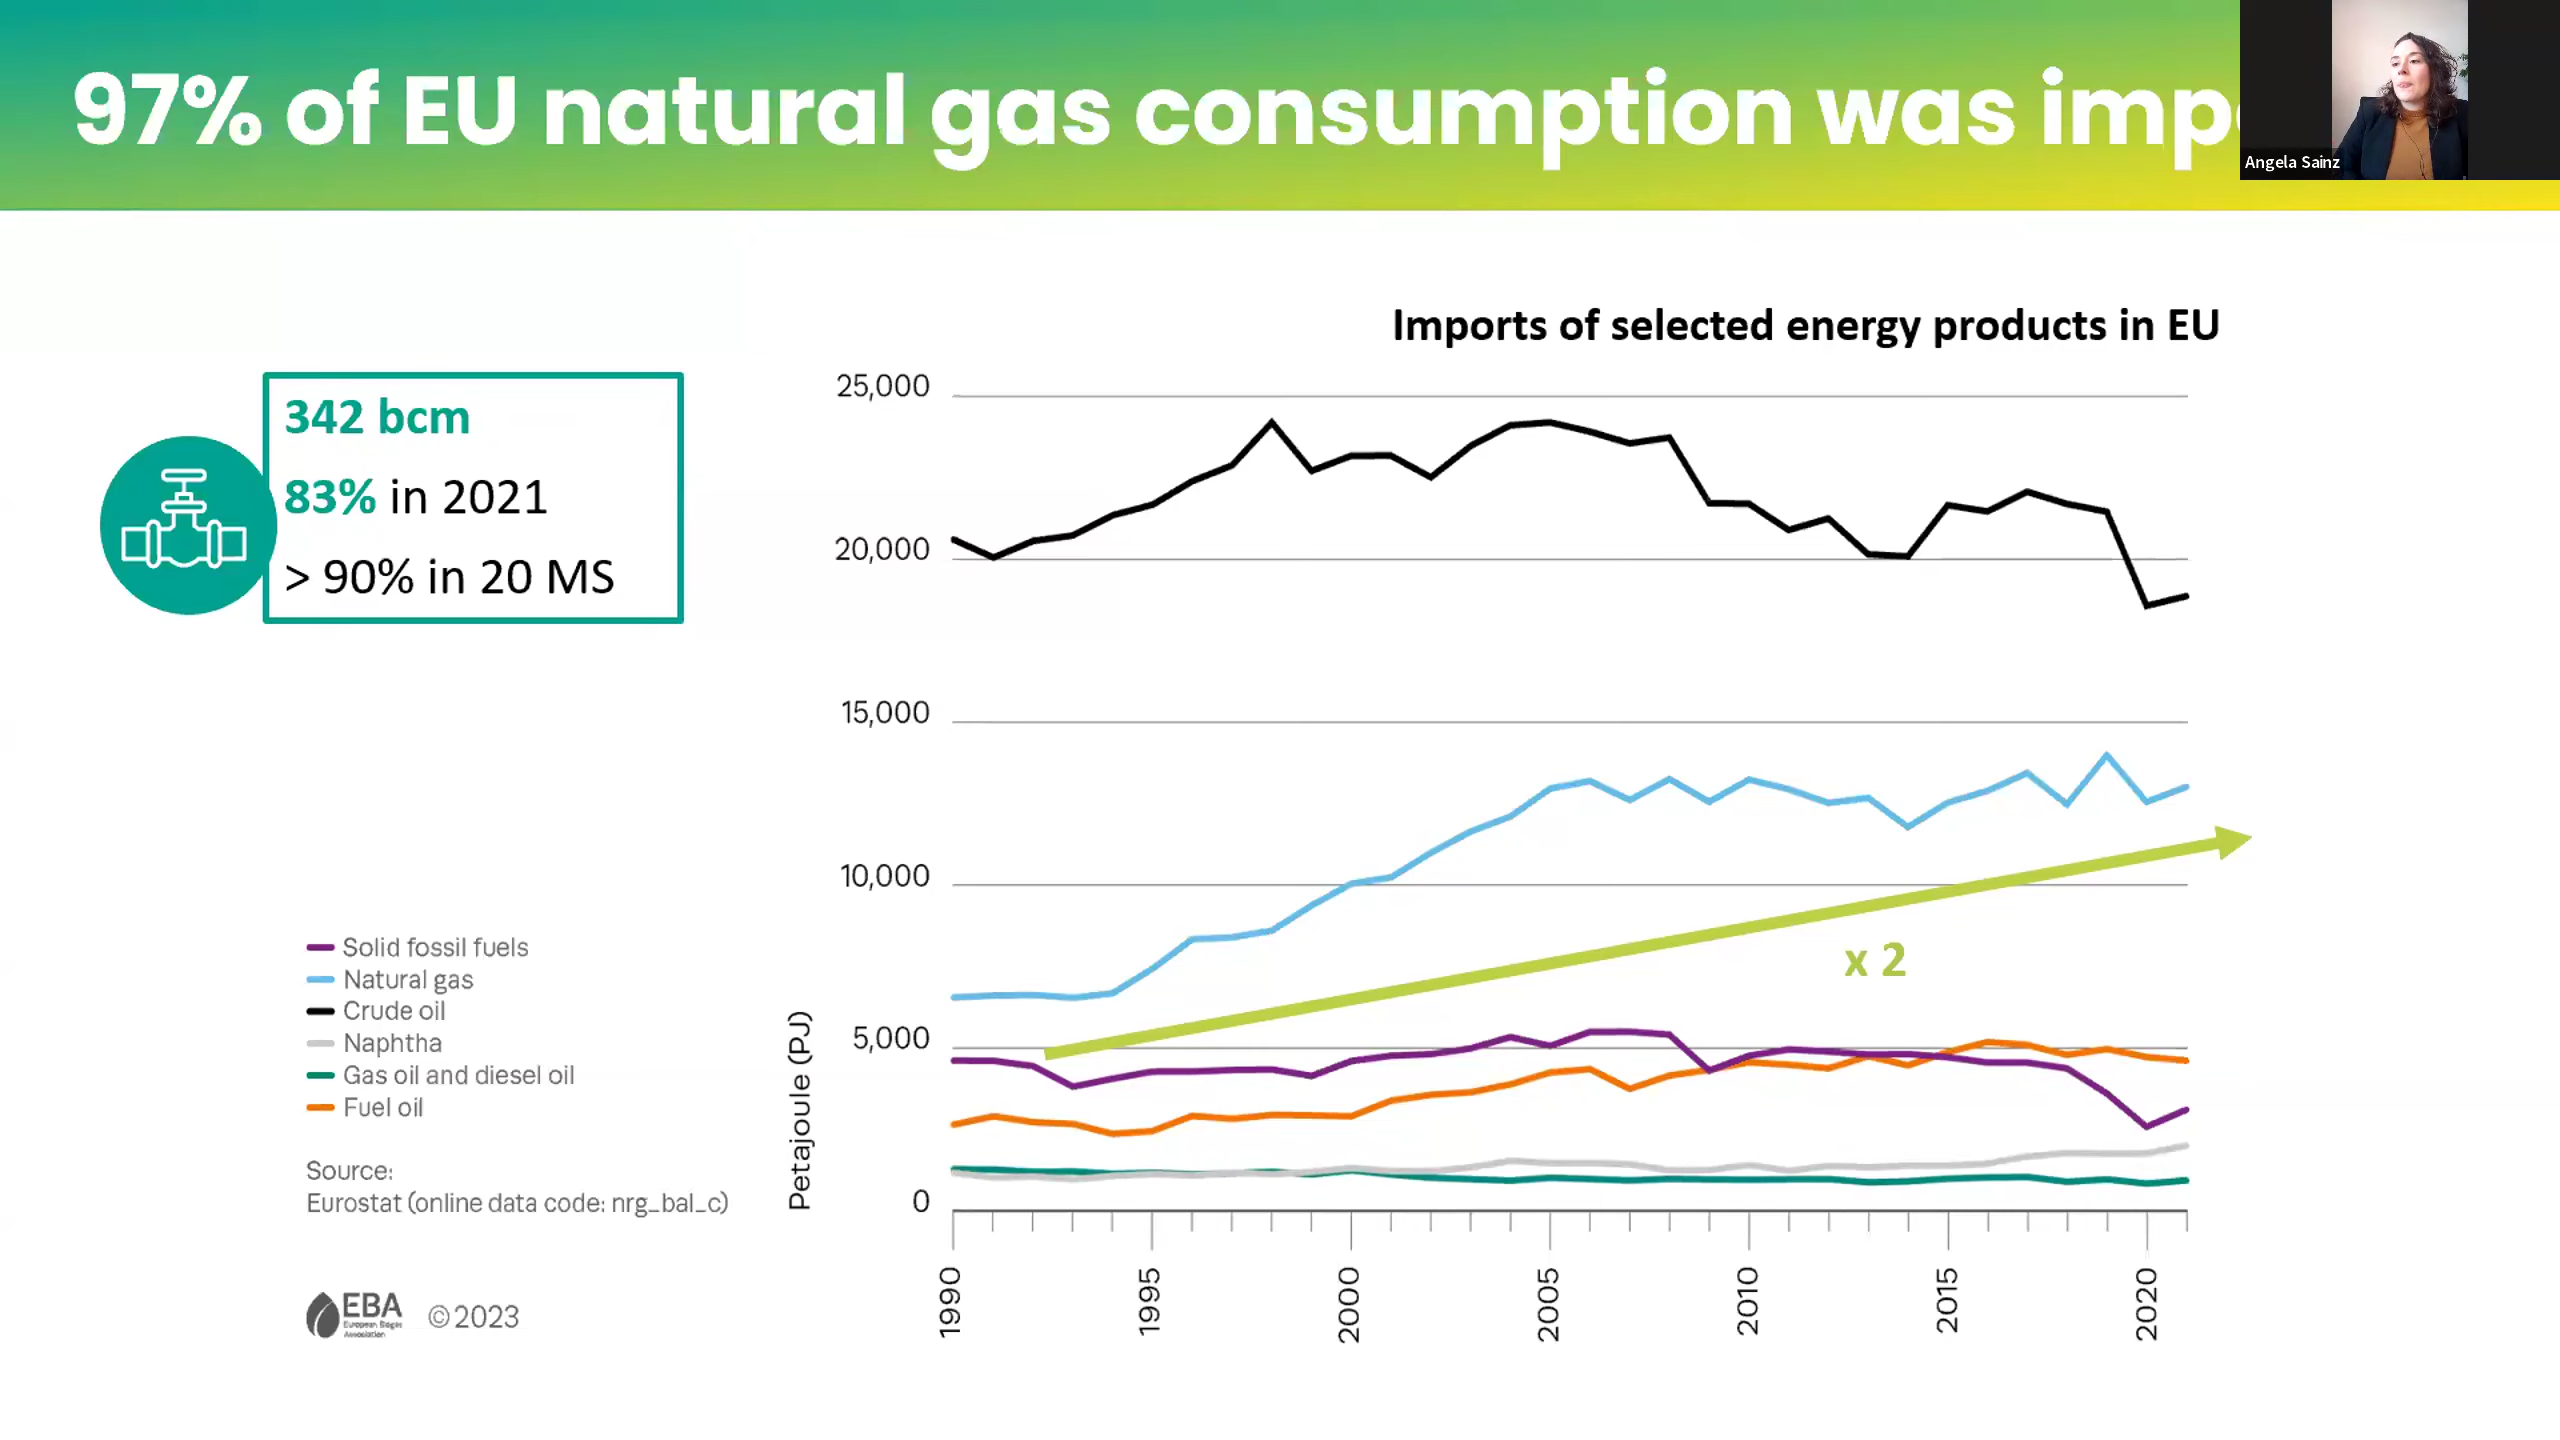 97% of EU natural gas consumption was imp
Angela Sainz
Imports of selected energy products in EU
342 bcm
83% in 2021
> 90% in 20 MS
25,000
20,000
15,000
10,000
5,000
0
Petajoule (PJ)
x 2
Solid fossil fuels
Natural gas
Crude oil
Naphtha
Gas oil and diesel oil
Fuel oil
Source:
Eurostat (online data code: nrg_bal_c)
1990
1995
2000
2005
2010
2015
2020
EBA
European Biogas
Association
©2023